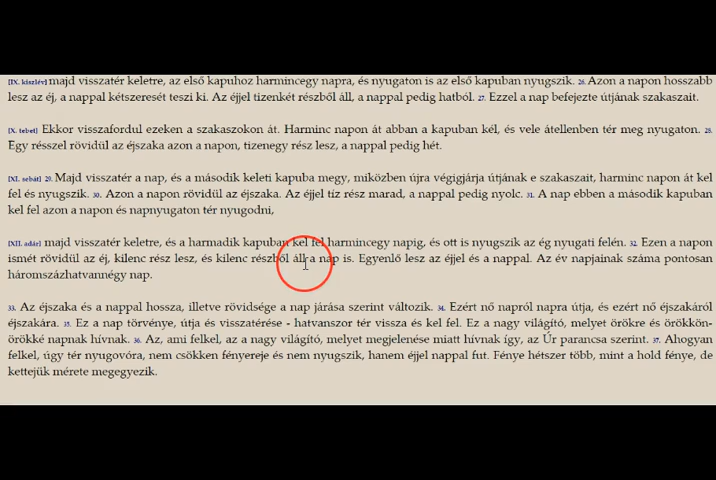 [IX. kiszlév] majd visszatér keletre, az első kapuhoz harmincegy napra, és nyugaton is az első kapuban nyugszik. 26. Azon a napon hosszabb
lesz az éj, a nappal kétszeresét teszi ki. Az éjjel tizenkét részből áll, a nappal pedig hatból. 27. Ezzel a nap befejezte útjának szakaszait.
[X. tebet] Ekkor visszafordul ezeken a szakaszokon át. Harminc napon át abban a kapuban kél, és vele átellenben tér meg nyugaton. 28.
Egy résszel rövidül az éjszaka azon a napon, tizenegy rész lesz, a nappal pedig hét.
[XI. sebát] 29. Majd visszatér a nap, és a második keleti kapuba megy, miközben újra végigjárja útjának e szakaszait, harminc napon át kel
fel és nyugszik. 30. Azon a napon rövidül az éjszaka. Az éjjel tíz rész marad, a nappal pedig nyolc. 31. A nap ebben a második kapuban
kel fel azon a napon és napnyugaton tér nyugodni,
[XII. adár] majd visszatér keletre, és a harmadik kapuban kel fel harmincegy napig, és ott is nyugszik az ég nyugati felén. 32. Ezen a napon
ismét rövidül az éj, kilenc rész lesz, és kilenc részből áll a nap is. Egyenlő lesz az éjjel és a nappal. Az év napjainak száma pontosan
háromszázhatvannégy nap.
33. Az éjszaka és a nappal hossza, illetve rövidsége a nap járása szerint változik. 34. Ezért nő napról napra útja, és ezért nő éjszakáról
éjszakára. 35. Ez a nap törvénye, útja és visszatérése - hatvanszor tér vissza és kel fel. Ez a nagy világító, melyet örökre és örökkön-
örökké napnak hívnak. 36. Az, ami felkel, az a nagy világító, melyet megjelenése miatt hívnak így, az Úr parancsa szerint. 37. Ahogyan
felkel, úgy tér nyugovóra, nem csökken fényereje és nem nyugszik, hanem éjjel nappal fut. Fénye hétszer több, mint a hold fénye, de
kettejük mérete megegyezik.